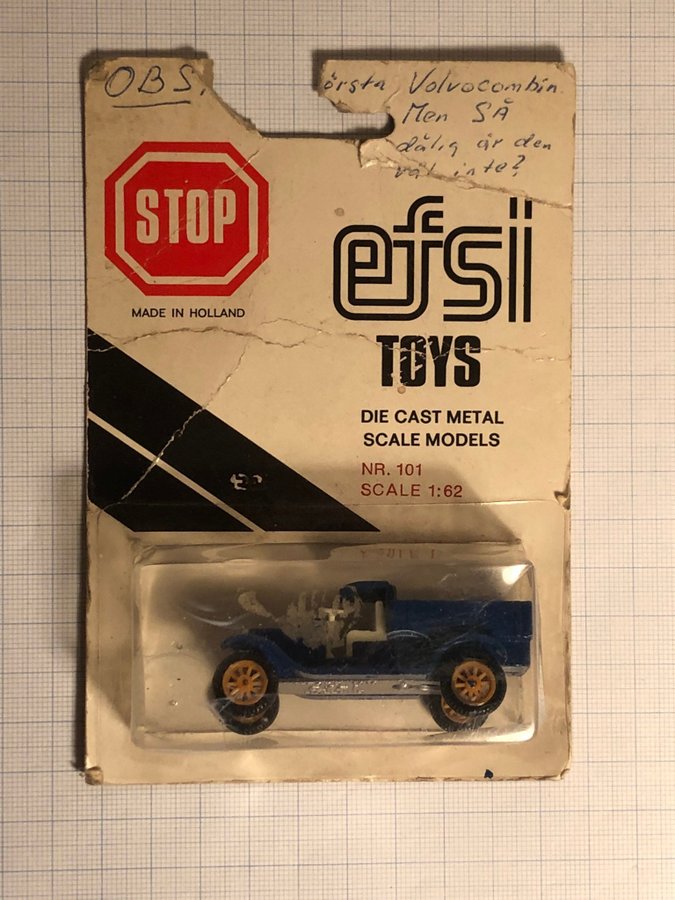 OBS.
örsta Volvocombin
Men SÅ
dålig är den
väl inte?
STOP
MADE IN HOLLAND
efsi
TOYS
DIE CAST METAL
SCALE MODELS
NR. 101
SCALE 1:62